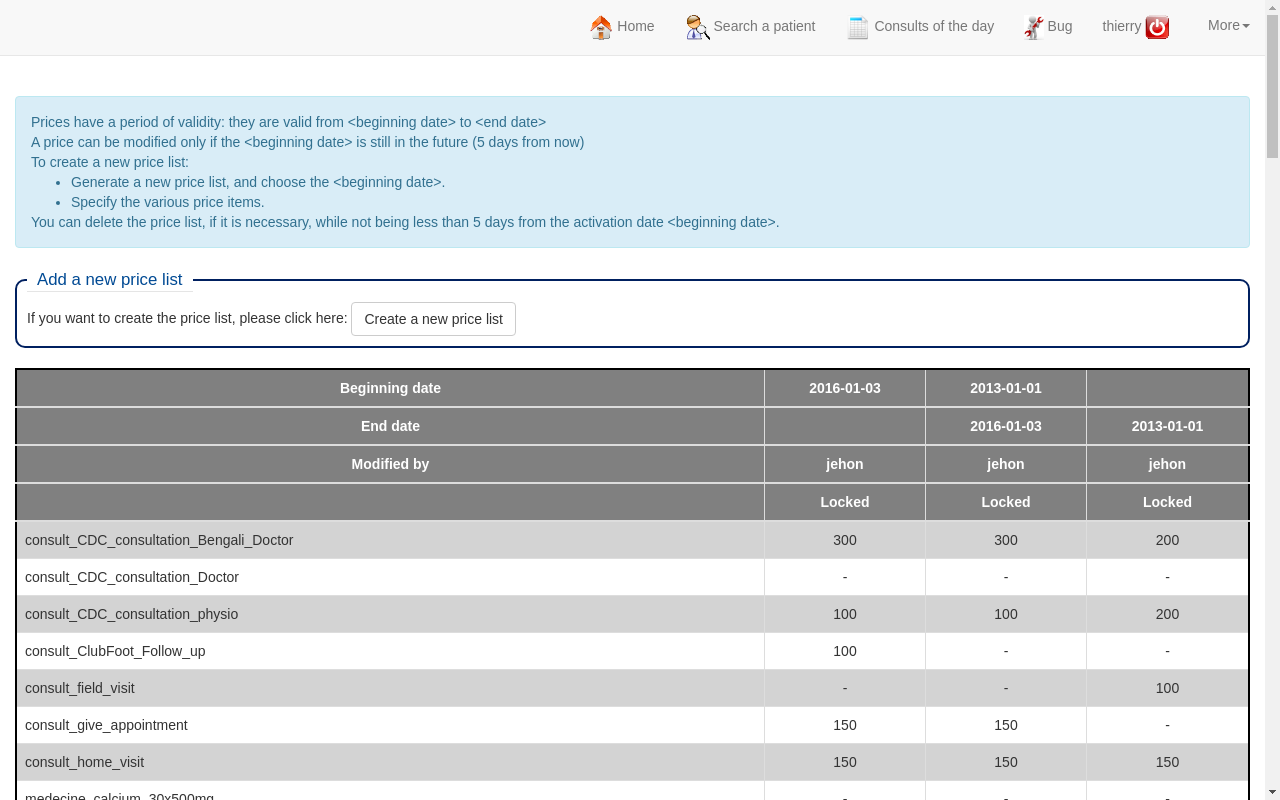 Home Search a patient Consults of the day Bug thierry More
Prices have a period of validity: they are valid from <beginning date> to <end date>
A price can be modified only if the <beginning date> is still in the future (5 days from now)
To create a new price list:
Generate a new price list, and choose the <beginning date>.
Specify the various price items.
You can delete the price list, if it is necessary, while not being less than 5 days from the activation date <beginning date>.
Add a new price list
If you want to create the price list, please click here: Create a new price list
Beginning date 2016-01-03 2013-01-01
End date 2016-01-03 2013-01-01
Modified by jehon jehon jehon
Locked Locked Locked
consult_CDC_consultation_Bengali_Doctor 300 300 200
consult_CDC_consultation_Doctor - - -
consult_CDC_consultation_physio 100 100 200
consult_ClubFoot_Follow_up 100 - -
consult_field_visit - - 100
consult_give_appointment 150 150 -
consult_home_visit 150 150 150
medecine_calcium_30x500mg - - -